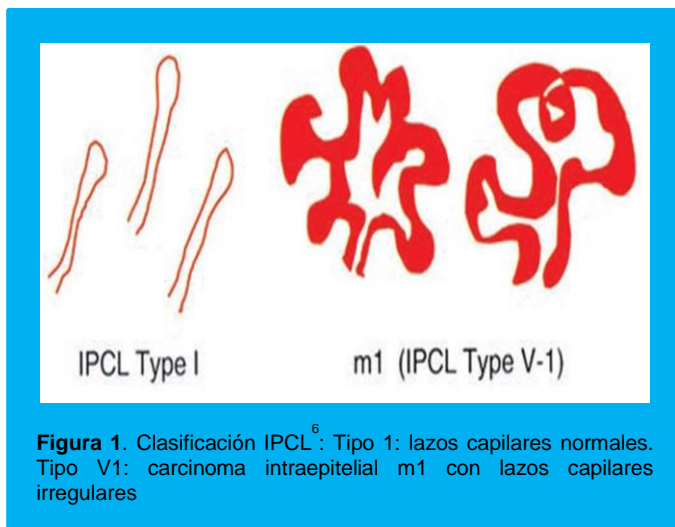 IPCL Type I
m1 (IPCL Type V-1)
Figura 1. Clasificación IPCL6: Tipo 1: lazos capilares normales.
Tipo V1: carcinoma intraepitelial m1 con lazos capilares
irregulares